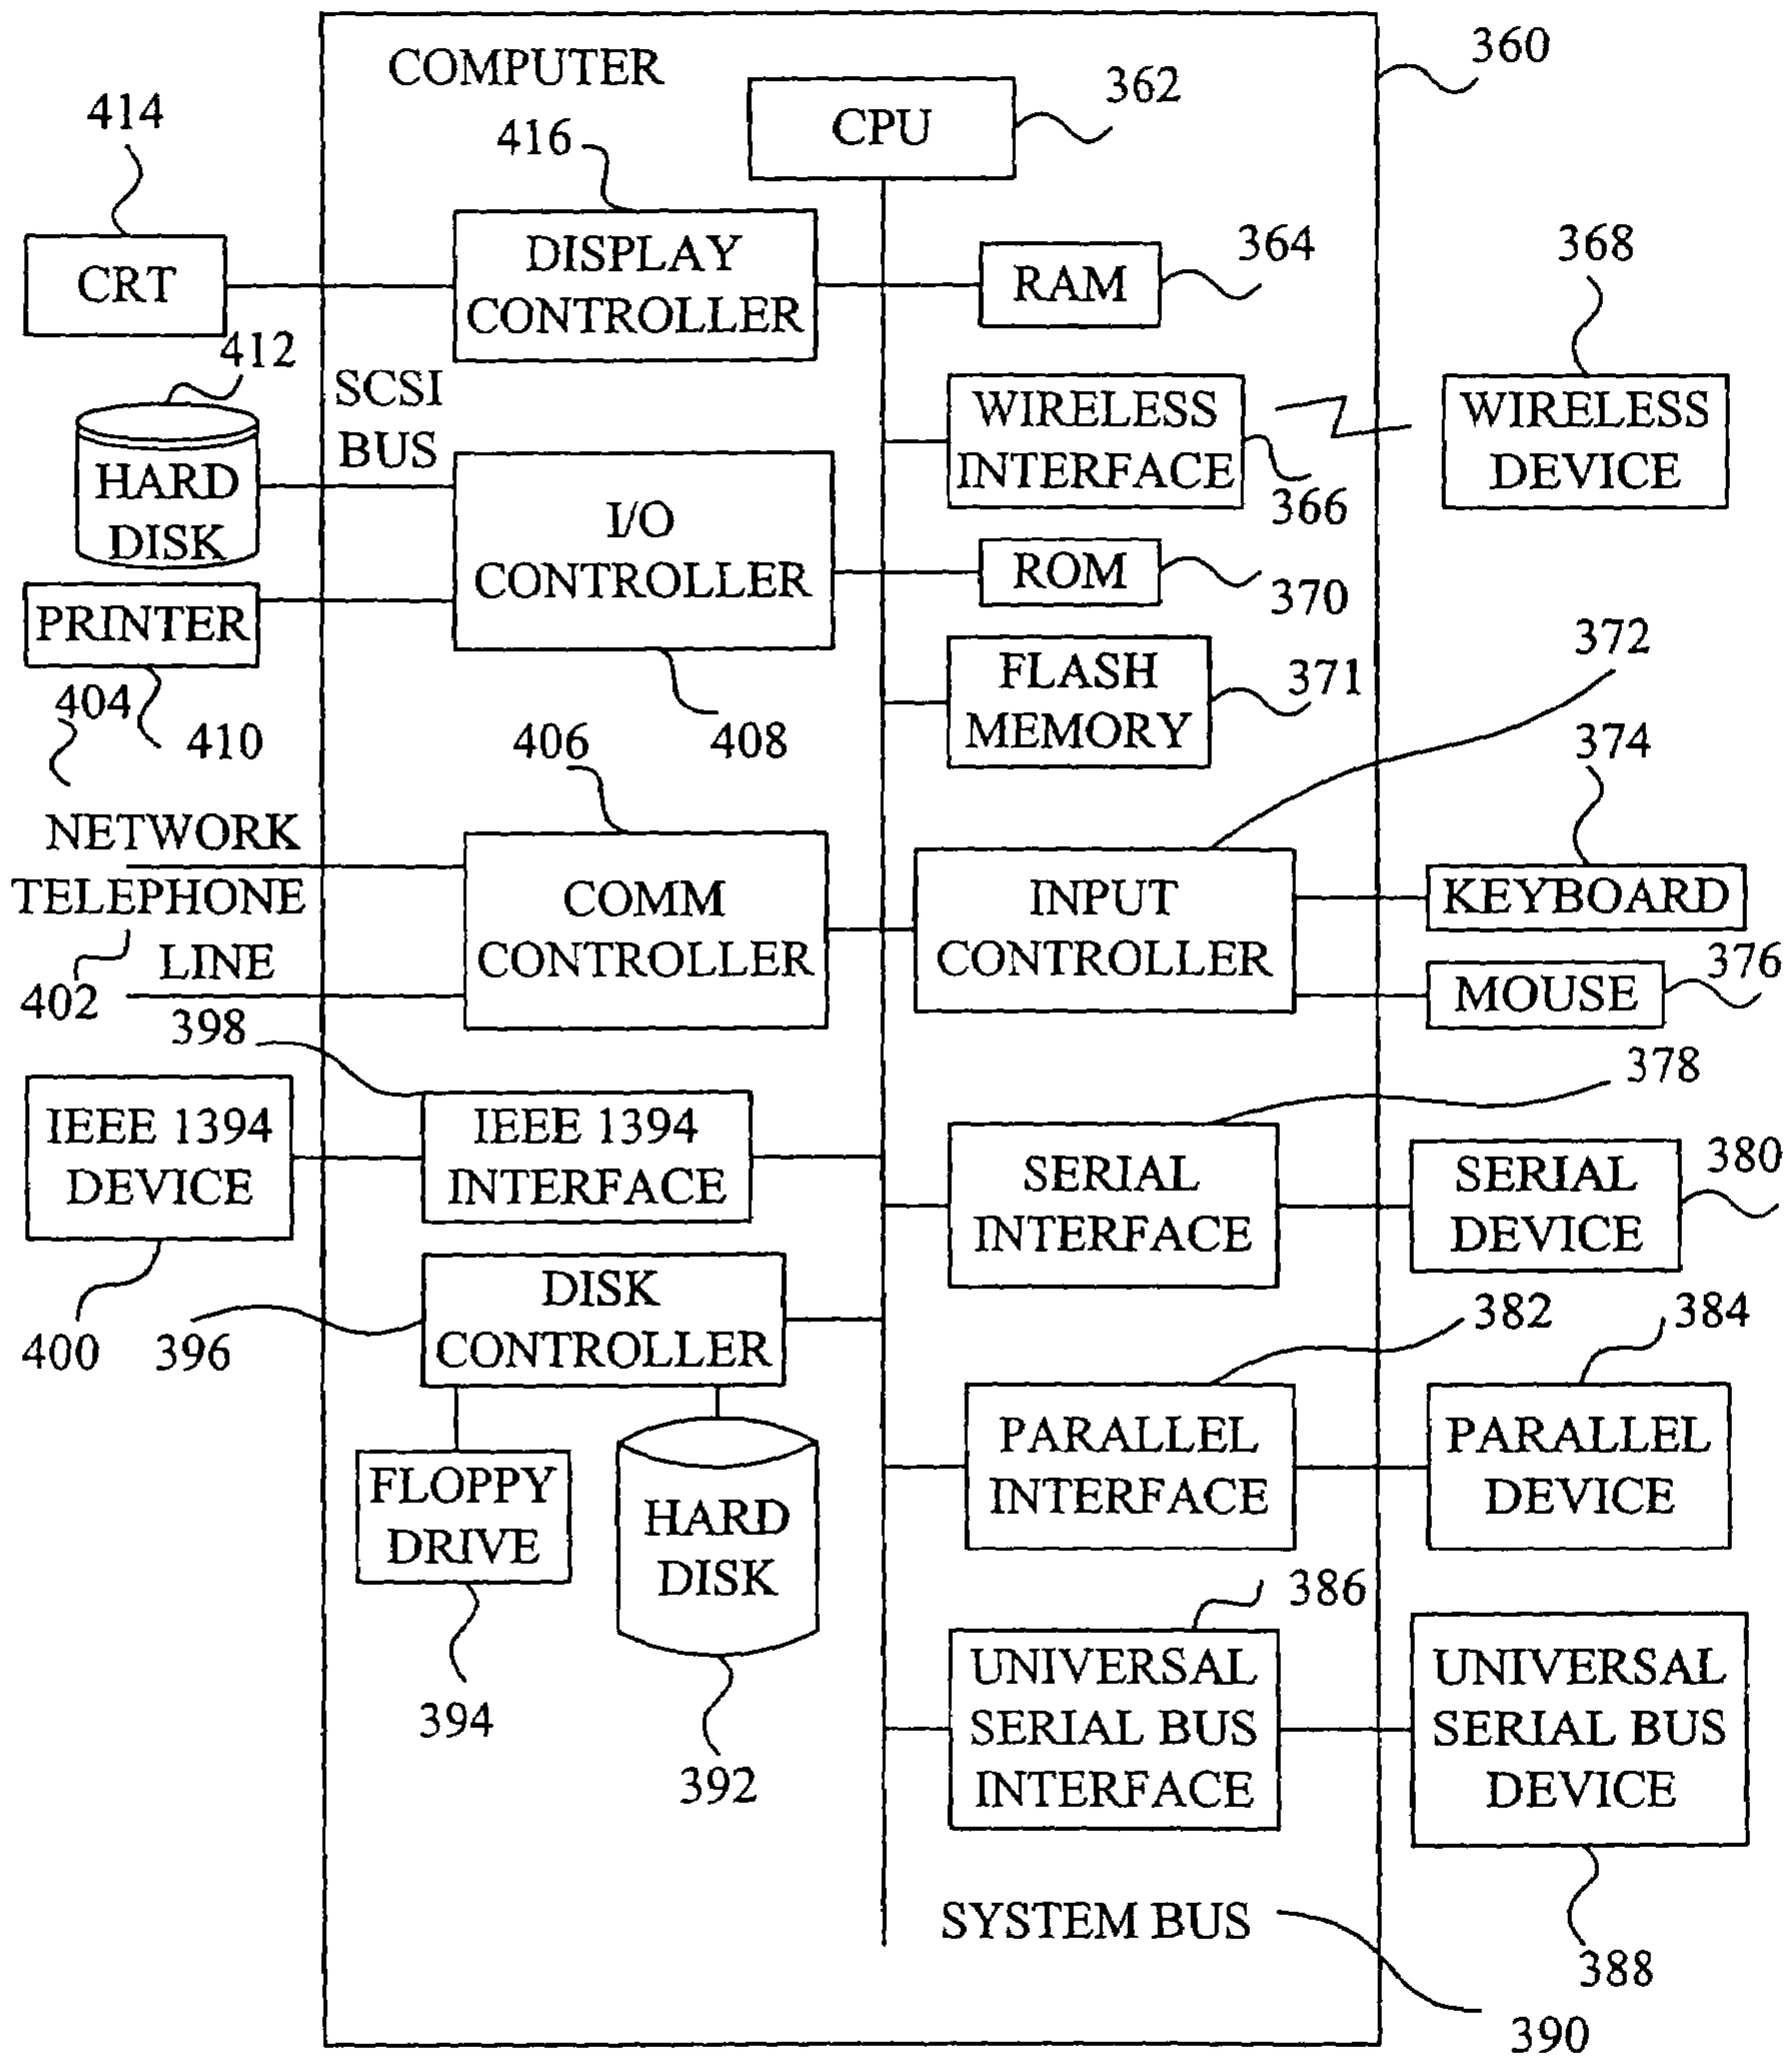 COMPUTER
360
414
416
CPU
362
CRT
DISPLAY
CONTROLLER
RAM
364
368
412
SCSI
BUS
HARD
DISK
I/O
CONTROLLER
WIRELESS
INTERFACE
366
WIRELESS
DEVICE
ROM
370
PRINTER
404
410
406
408
FLASH
MEMORY
371
372
374
NETWORK
TELEPHONE
LINE
402
COMM
CONTROLLER
INPUT
CONTROLLER
KEYBOARD
MOUSE
376
398
378
IEEE 1394
DEVICE
IEEE 1394
INTERFACE
SERIAL
INTERFACE
SERIAL
DEVICE
380
400
396
DISK
CONTROLLER
382
384
FLOPPY
DRIVE
HARD
DISK
PARALLEL
INTERFACE
PARALLEL
DEVICE
394
392
386
UNIVERSAL
SERIAL BUS
INTERFACE
UNIVERSAL
SERIAL BUS
DEVICE
SYSTEM BUS
388
390